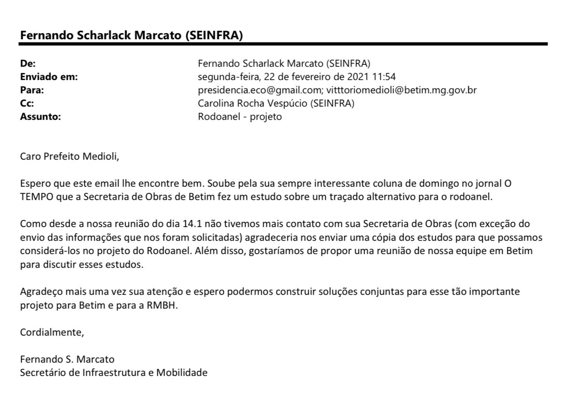 Fernando Scharlack Marcato (SEINFRA)
De: Fernando Scharlack Marcato (SEINFRA)
Enviado em: segunda-feira, 22 de fevereiro de 2021 11:54
Para: presidencia.eco@gmail.com; vitttoriomedioli@betim.mg.gov.br
Cc: Carolina Rocha Vespúcio (SEINFRA)
Assunto: Rodoanel - projeto
Caro Prefeito Medioli,
Espero que este email lhe encontre bem. Soube pela sua sempre interessante coluna de domingo no jornal O
TEMPO que a Secretaria de Obras de Betim fez um estudo sobre um traçado alternativo para o rodoanel.
Como desde a nossa reunião do dia 14.1 não tivemos mais contato com sua Secretaria de Obras (com exceção do
envio das informações que nos foram solicitadas) agradeceria nos enviar uma cópia dos estudos para que possamos
considerá-los no projeto do Rodoanel. Além disso, gostaríamos de propor uma reunião de nossa equipe em Betim
para discutir esses estudos.
Agradeço mais uma vez sua atenção e espero podermos construir soluções conjuntas para esse tão importante
projeto para Betim e para a RMBH.
Cordialmente,
Fernando S. Marcato
Secretário de Infraestrutura e Mobilidade